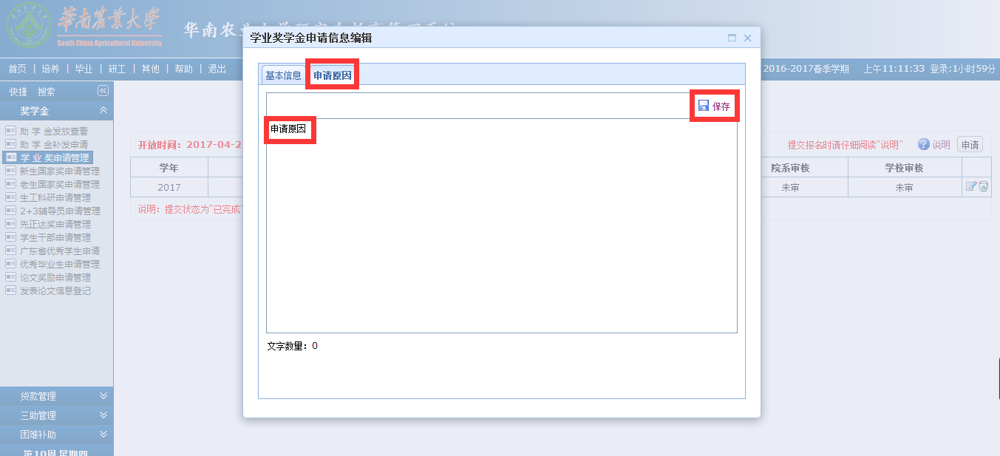 华南农业大学
South China Agricultural University
华南农
首页 | 培养 | 毕业 | 研工 | 其他 | 帮助 | 退出
2016-2017春季学期 上午11:11:33 登录:1小时59分
快捷 搜索
奖学金
助 学 金发放查看
助 学 金补发申请
学 业 奖申请管理
新生国家奖申请管理
老生国家奖申请管理
生工科研申请管理
2+3辅导员申请管理
先正达奖申请管理
学生干部申请管理
广东省优秀学生申请
优秀毕业生申请管理
论文奖励申请管理
发表论文信息登记
贷款管理
三助管理
困难补助
第10周 星期四
开放时间：2017-04-2
提交报名时请仔细阅读“说明” 说明 申请
学年 院系审核 学校审核
2017 未审 未审
说明：提交状态为“已完成”
学业奖学金申请信息编辑
基本信息 申请原因
保存
申请原因
文字数量：0